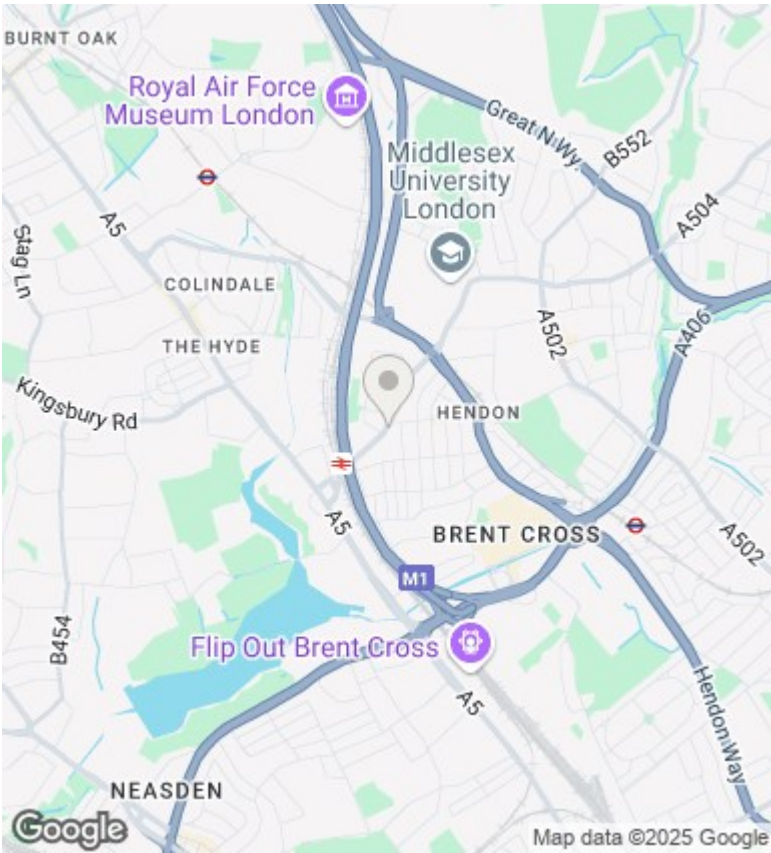 BURNT OAK
Royal Air Force
Museum London
Great N Wy.
B552
Middlesex
University
London
A504
A5
Stag Ln
COLINDALE
THE HYDE
A502
A406
Kingsbury Rd
HENDON
A5
BRENT CROSS
A502
M1
B454
Flip Out Brent Cross
A5
Hendon Way
NEASDEN
Google
Map data ©2025 Google